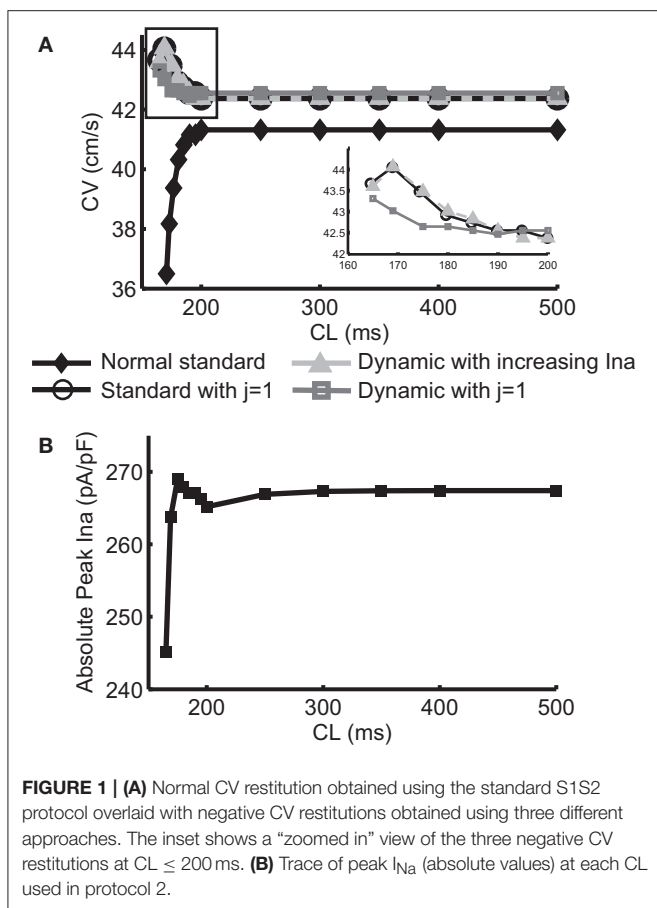 A
44
42
40
38
36
CV (cm/s)
44
43.5
43
42.5
42
160 170 180 190 200
200 300 400 500
CL (ms)
Normal standard
Dynamic with increasing Ina
Standard with j=1
Dynamic with j=1
B
270
260
250
240
Absolute Peak Ina (pA/pF)
200 300 400 500
CL (ms)
FIGURE 1 | (A) Normal CV restitution obtained using the standard S1S2
protocol overlaid with negative CV restitutions obtained using three different
approaches. The inset shows a “zoomed in” view of the three negative CV
restitutions at CL ≤ 200 ms. (B) Trace of peak INa (absolute values) at each CL
used in protocol 2.